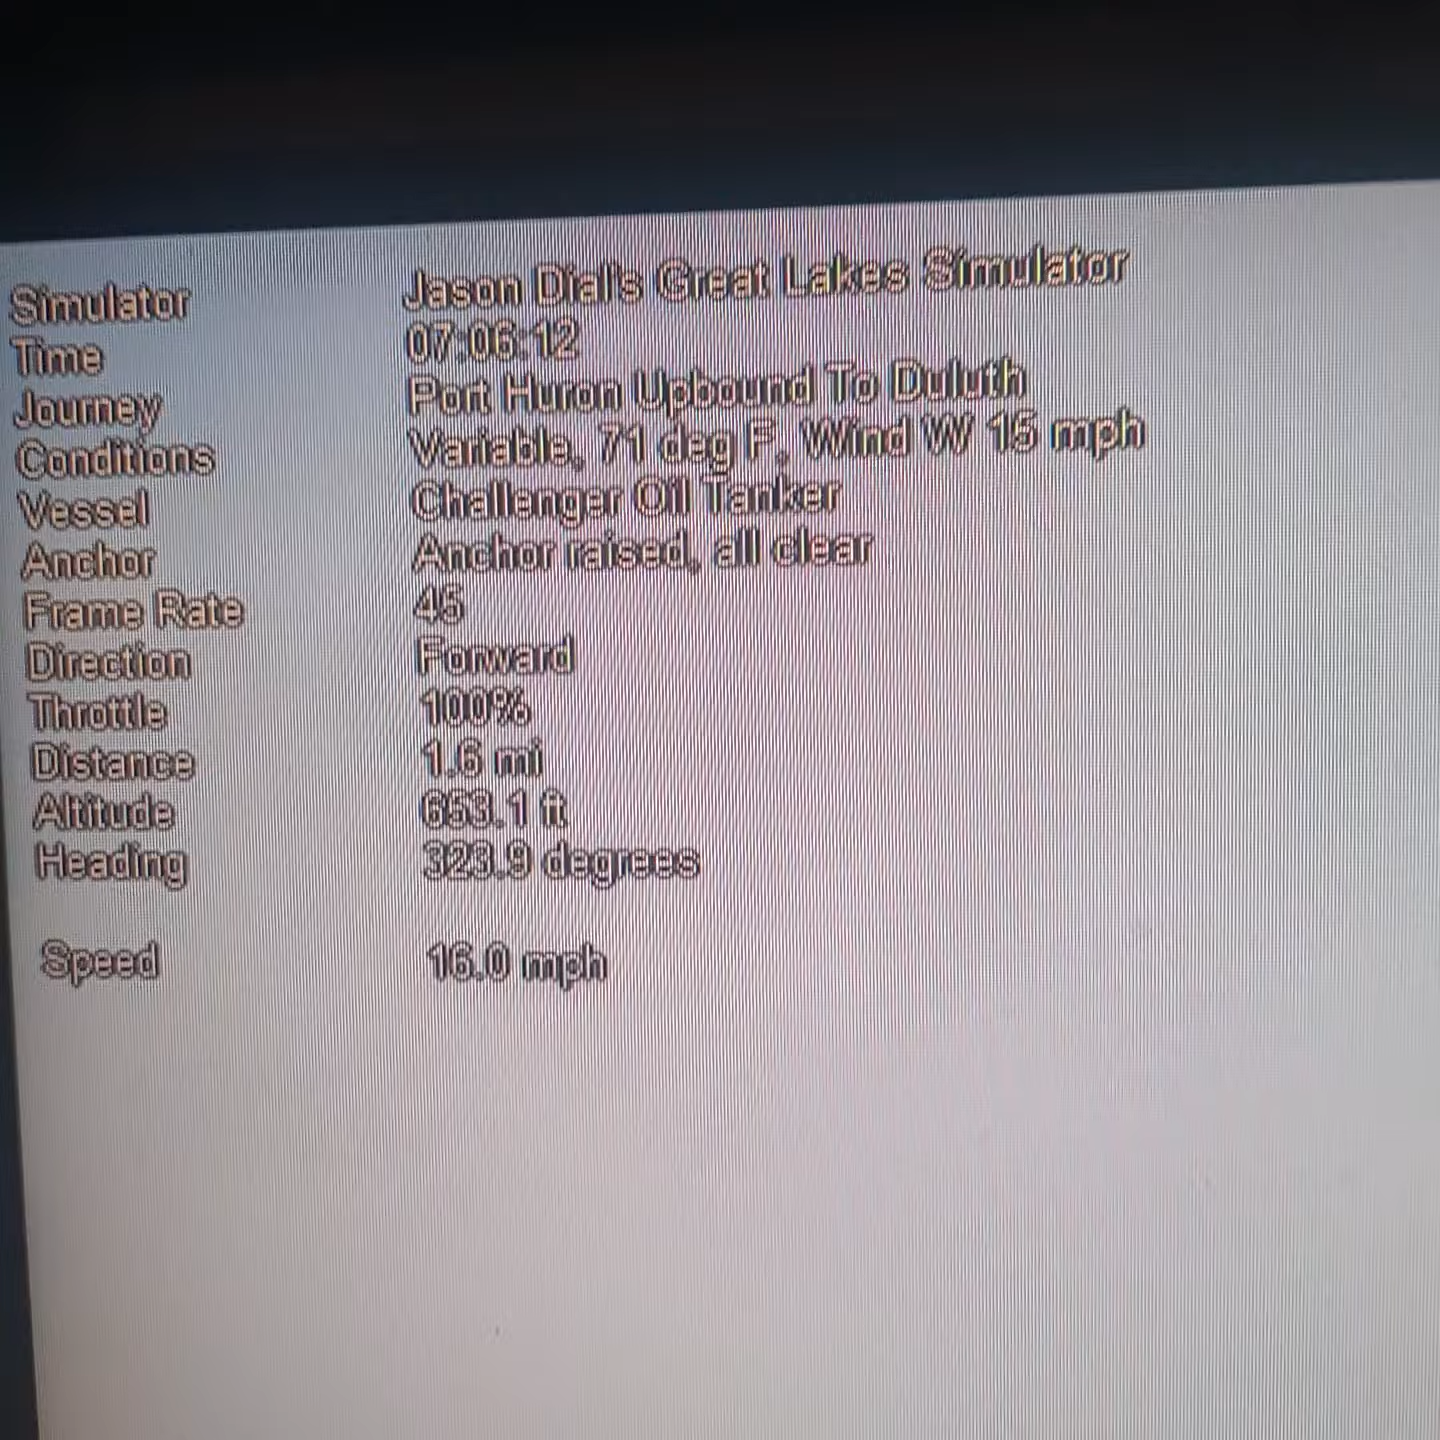 Simulator Jason Dial's Great Lakes Simulator
Time 07:06:12
Journey Port Huron Upbound To Duluth
Conditions Variable, 71 deg F, Wind W 15 mph
Vessel Challenger Oil Tanker
Anchor Anchor raised, all clear
Frame Rate 45
Direction Forward
Throttle 100%
Distance 1.6 mi
Altitude 653.1 ft
Heading 323.9 degrees
Speed 16.0 mph